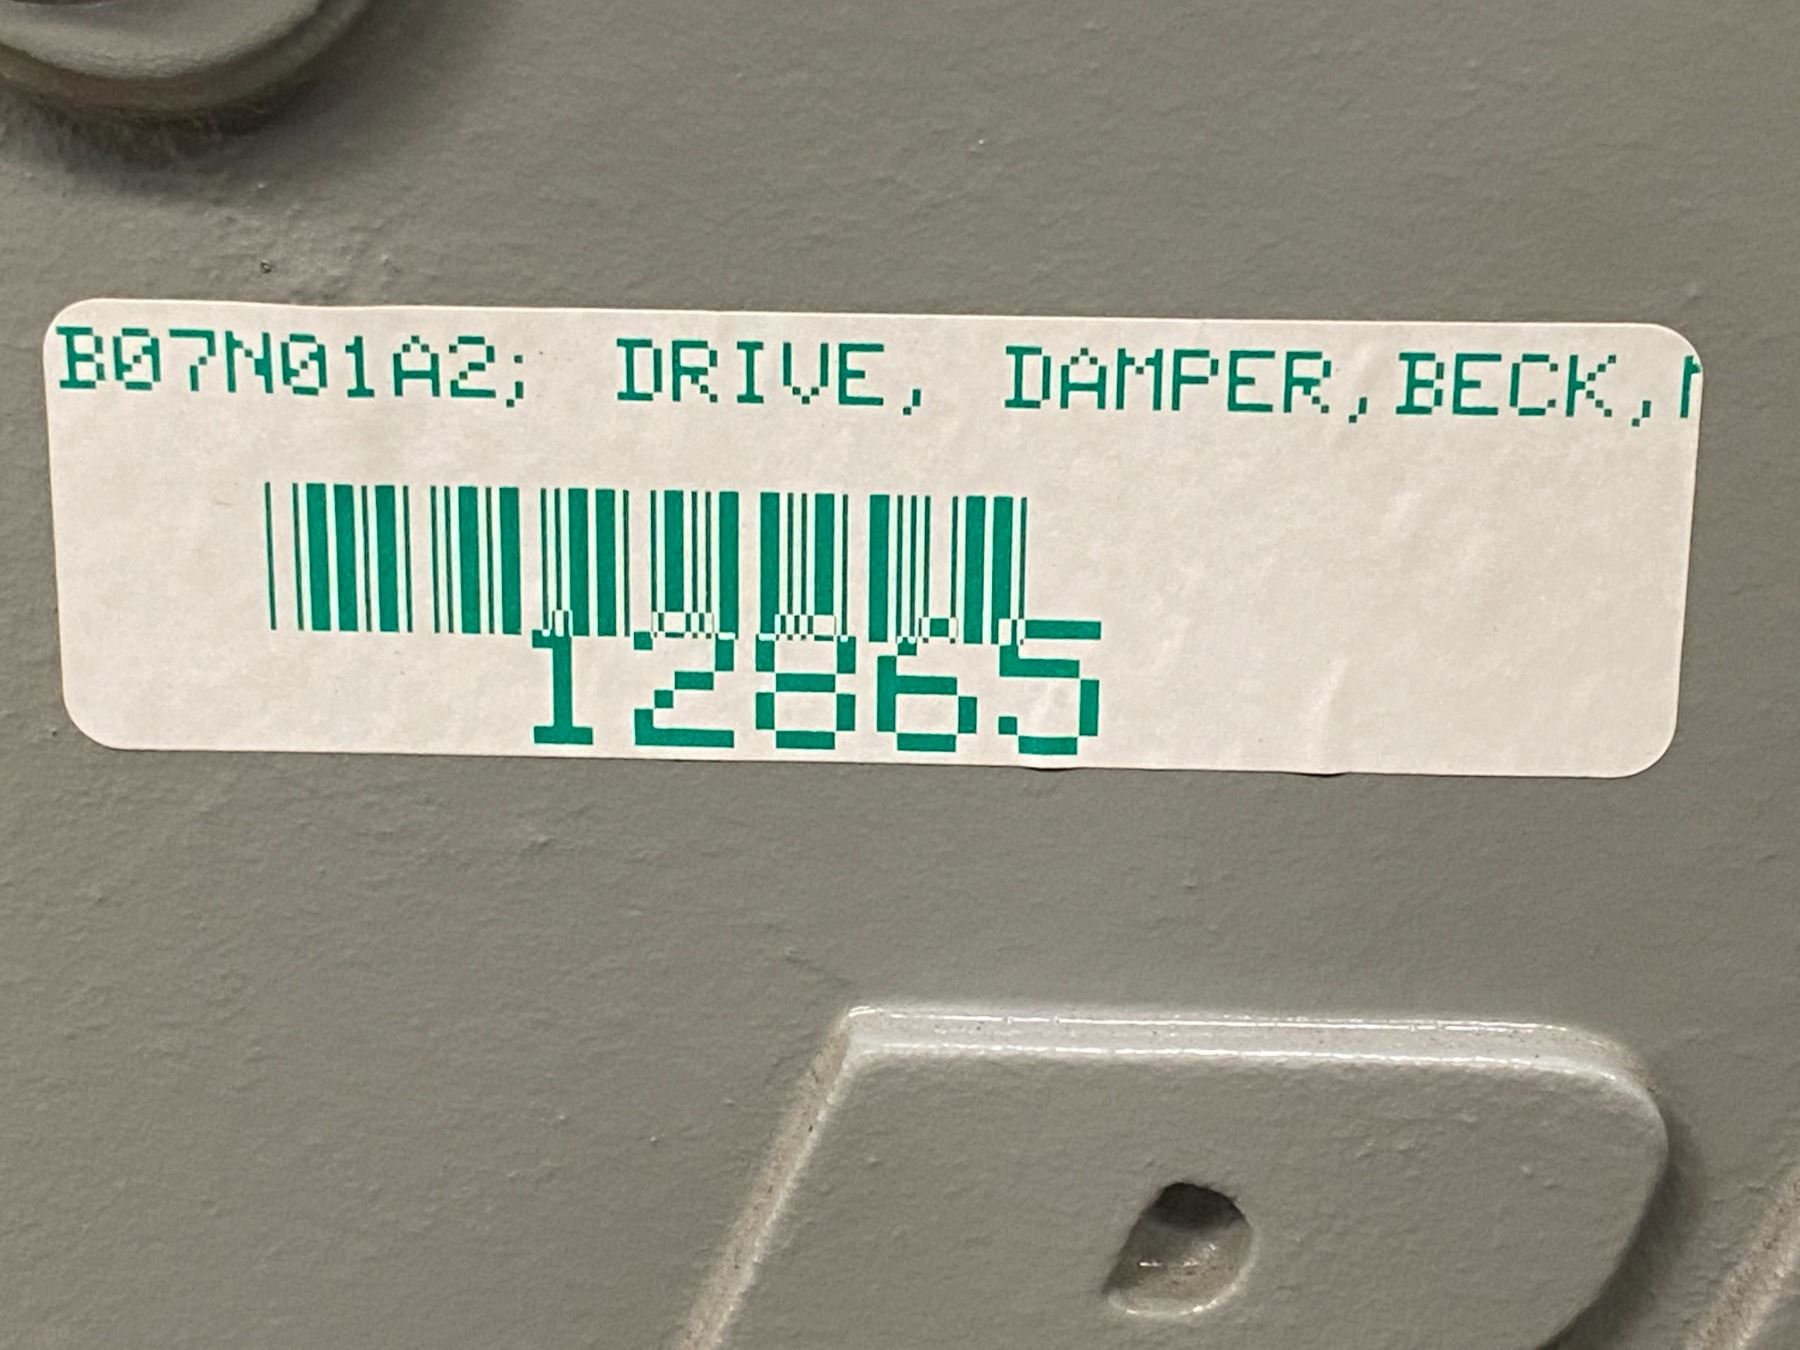 B07N01A2; DRIVE, DAMPER,BECK,
12865